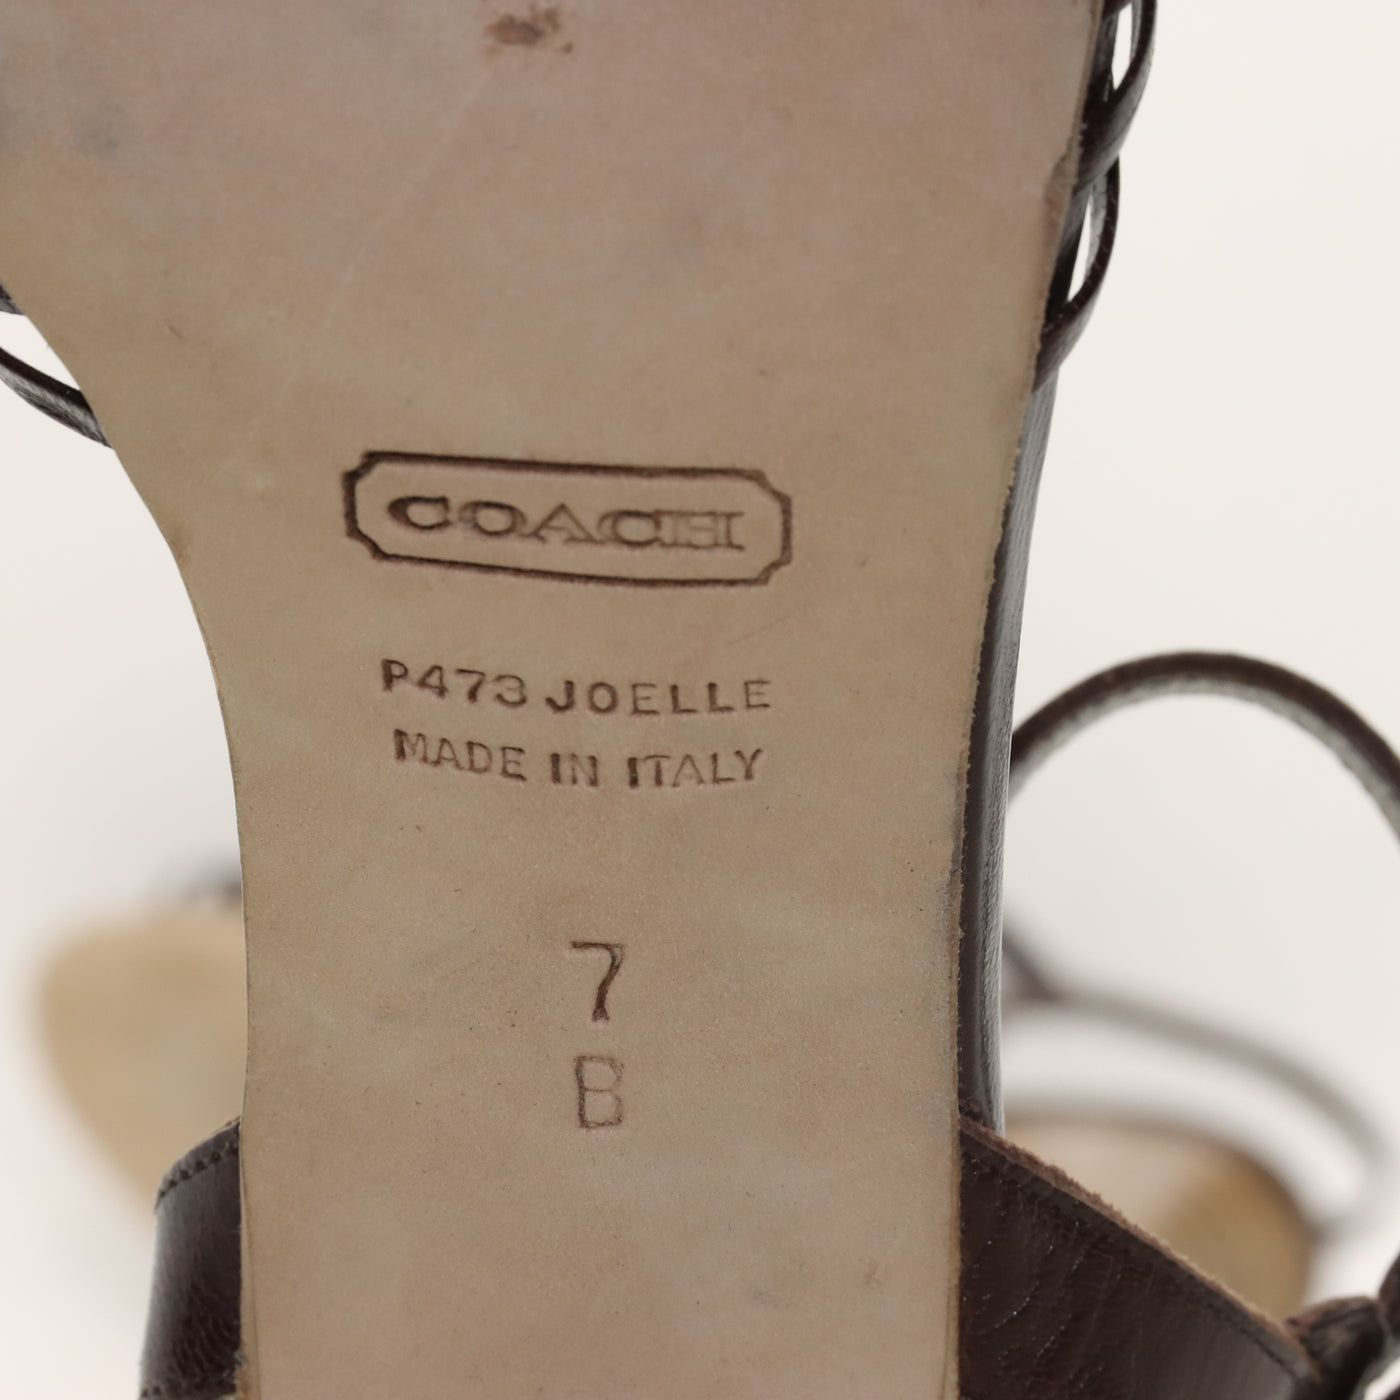 COACH
P473 JOELLE
MADE IN ITALY
7
B